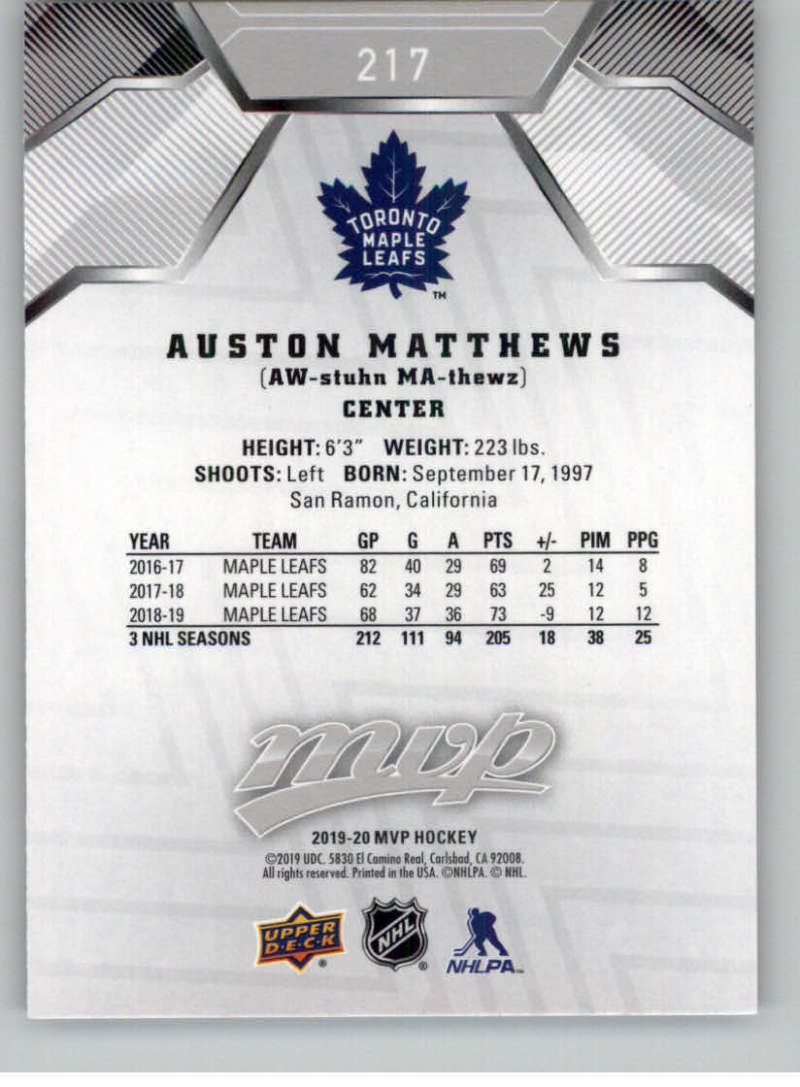 217
TORONTO
MAPLE
LEAFS
TM
AUSTON MATTHEWS
(AW-stuhn MA-thewz)
CENTER
HEIGHT: 6'3" WEIGHT: 223 lbs.
SHOOTS: Left BORN: September 17, 1997
San Ramon, California
YEAR TEAM GP G A PTS +/- PIM PPG
2016-17 MAPLE LEAFS 82 40 29 69 2 14 8
2017-18 MAPLE LEAFS 62 34 29 63 25 12 5
2018-19 MAPLE LEAFS 68 37 36 73 -9 12 12
3 NHL SEASONS 212 111 94 205 18 38 25
mvp
2019-20 MVP HOCKEY
©2019 UDC. 5830 El Camino Real, Carlsbad, CA 92008.
All rights reserved. Printed in the USA. ©NHLPA. © NHL.
UPPER
D·E·C·K ®
NHL ®
NHLPA™